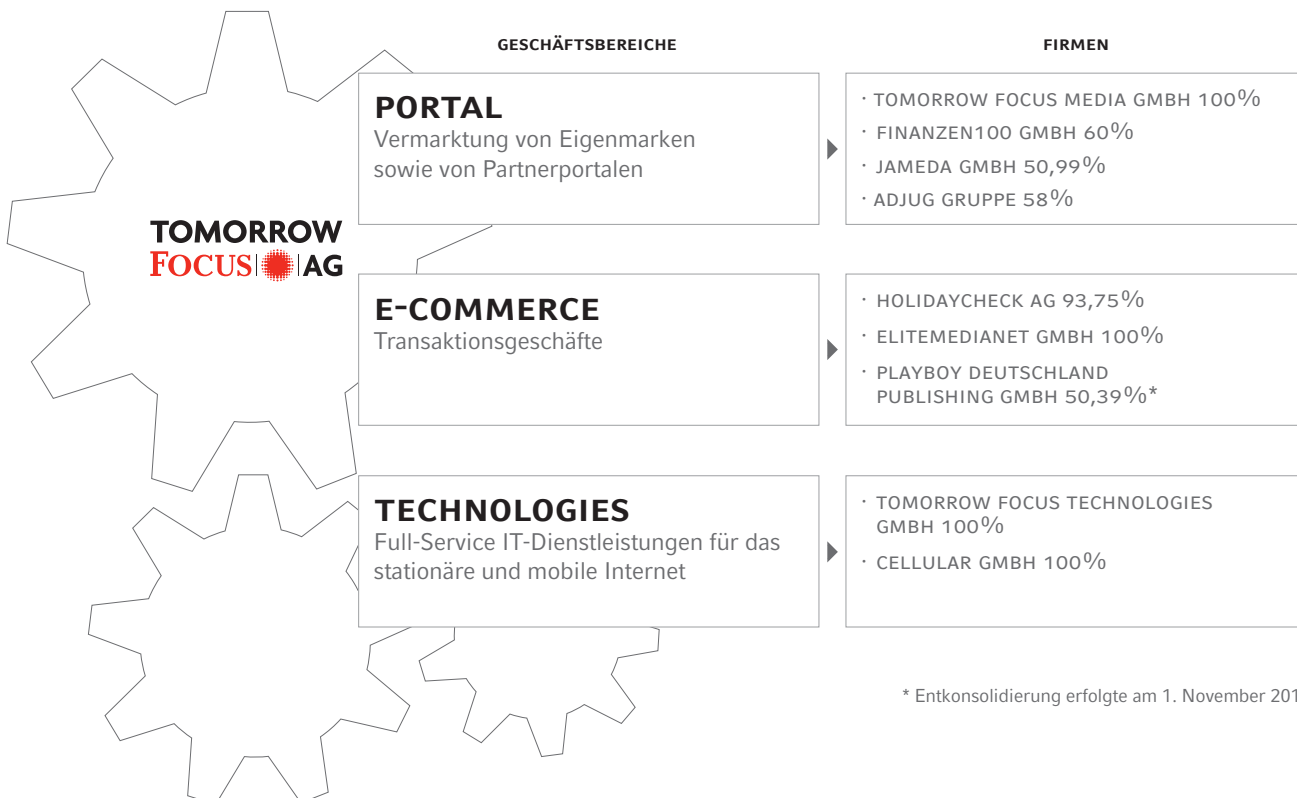 GESCHÄFTSBEREICHE
FIRMEN
TOMORROW
FOCUS AG
PORTAL
Vermarktung von Eigenmarken
sowie von Partnerportalen
· TOMORROW FOCUS MEDIA GMBH 100%
· FINANZEN100 GMBH 60%
· JAMEDA GMBH 50,99%
· ADJUG GRUPPE 58%
E-COMMERCE
Transaktionsgeschäfte
· HOLIDAYCHECK AG 93,75%
· ELITEMEDIANET GMBH 100%
· PLAYBOY DEUTSCHLAND
PUBLISHING GMBH 50,39%*
TECHNOLOGIES
Full-Service IT-Dienstleistungen für das
stationäre und mobile Internet
· TOMORROW FOCUS TECHNOLOGIES
GMBH 100%
· CELLULAR GMBH 100%
* Entkonsolidierung erfolgte am 1. November